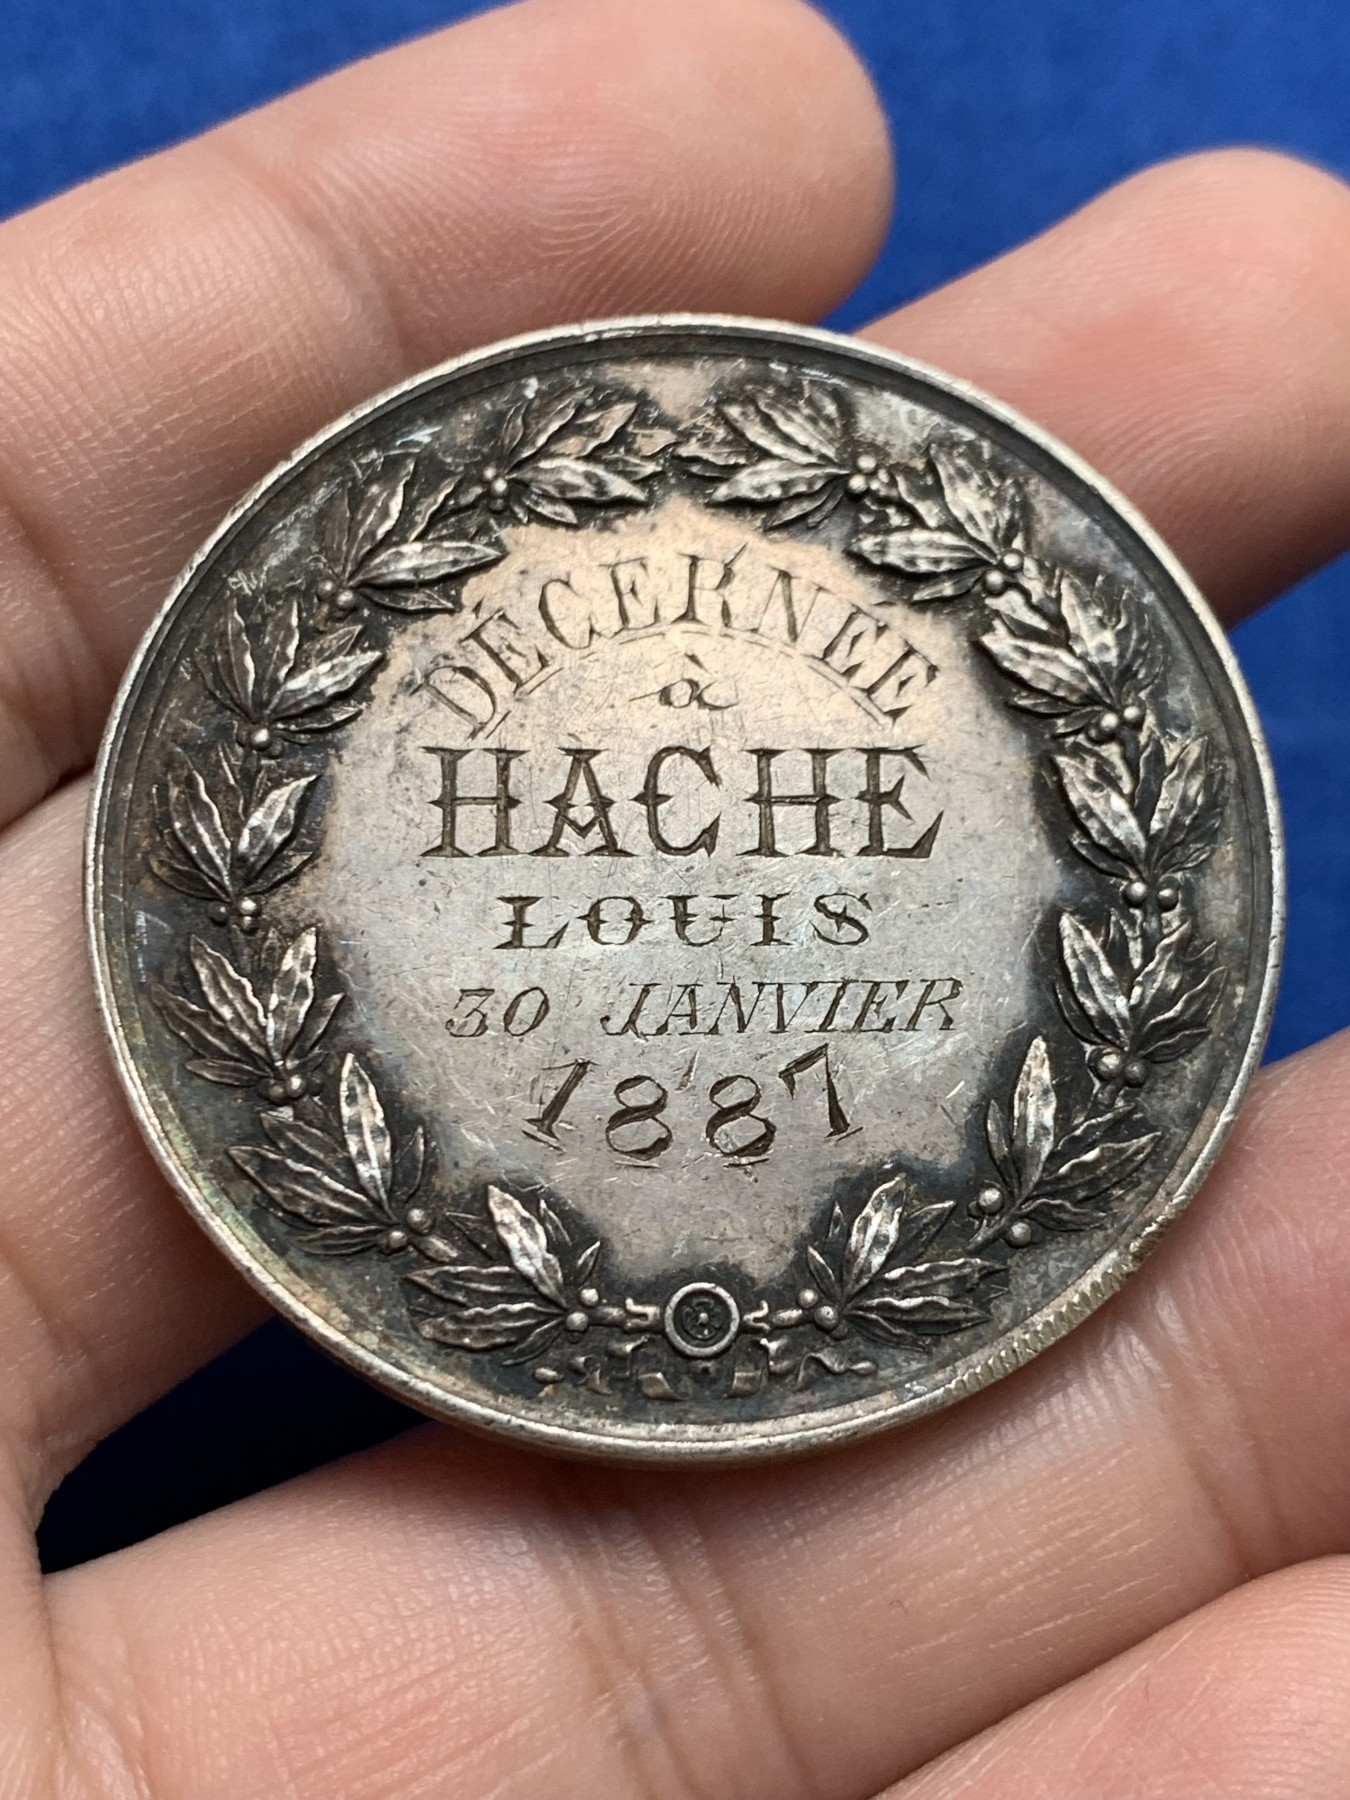 DÉCERNÉE
à
HACHE
LOUIS
30 JANVIER
1887